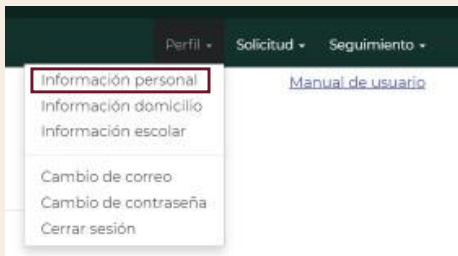 Perfil Solicitud Seguimiento
Información personal
Manual de usuario
Información domicilio
Información escolar
Cambio de correo
Cambio de contraseña
Cerrar sesión